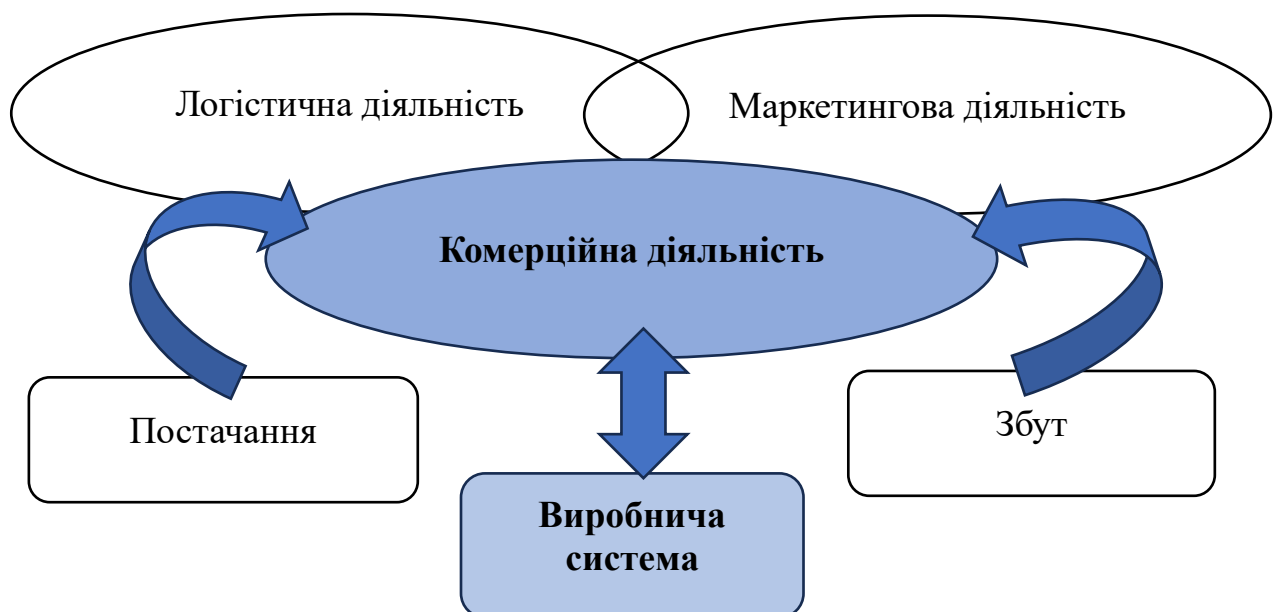 Логістична діяльність
Маркетингова діяльність
Комерційна діяльність
Постачання
Збут
Виробнича
система